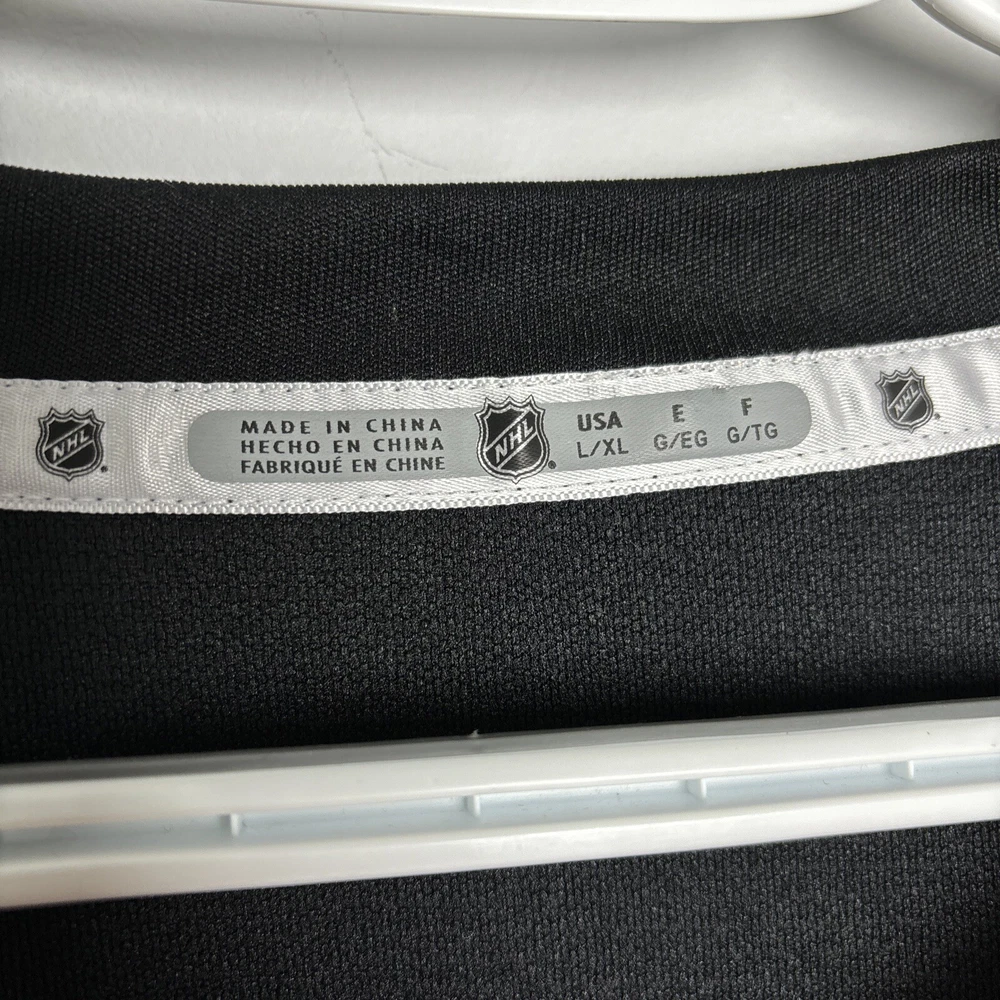 NHL
MADE IN CHINA
HECHO EN CHINA
FABRIQUÉ EN CHINE
NHL
USA E F
L/XL G/EG G/TG
NHL